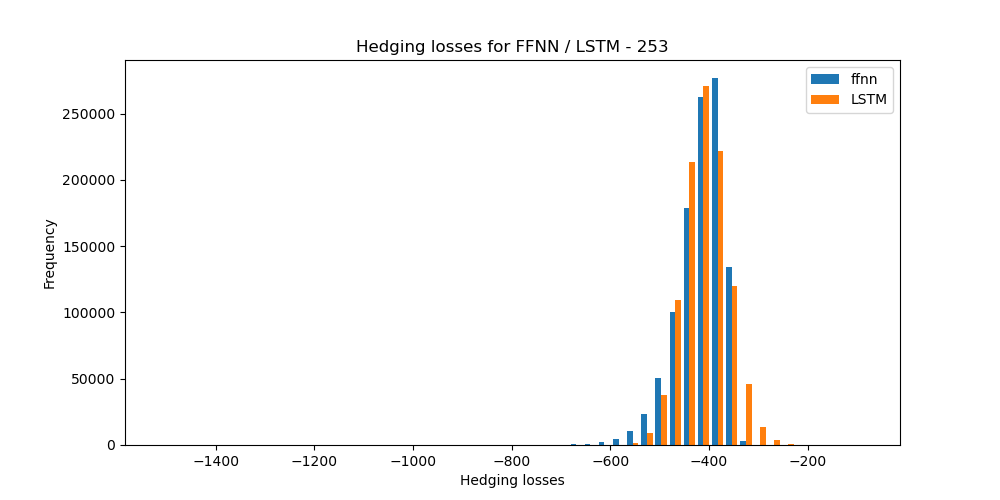 Hedging losses for FFNN / LSTM - 253
ffnn
LSTM
Frequency
250000
200000
150000
100000
50000
0
−1400 −1200 −1000 −800 −600 −400 −200
Hedging losses